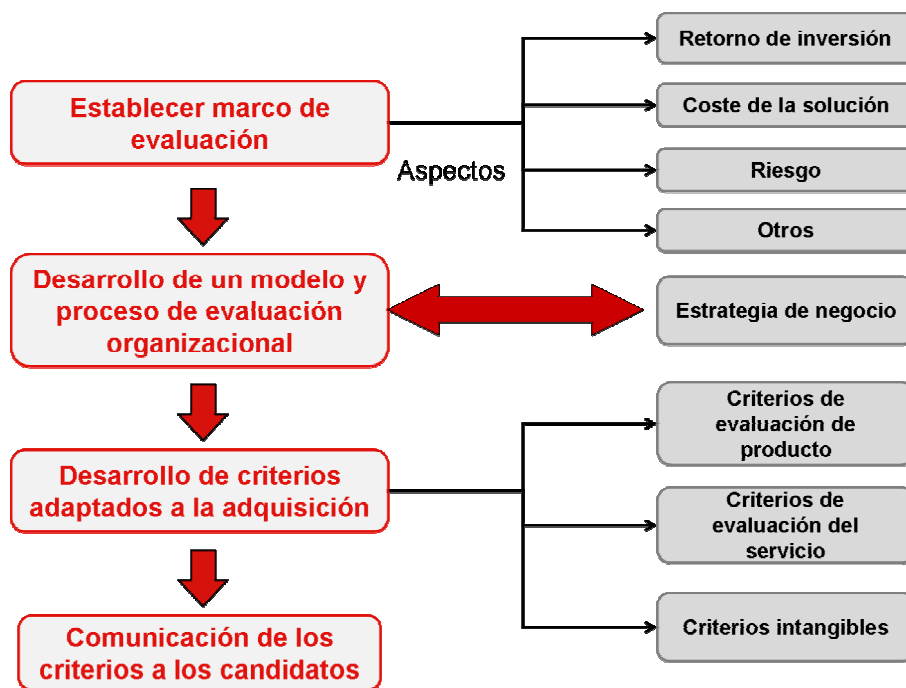 Establecer marco de
evaluación
Aspectos
Retorno de inversión
Coste de la solución
Riesgo
Otros
Desarrollo de un modelo y
proceso de evaluación
organizacional
Estrategia de negocio
Desarrollo de criterios
adaptados a la adquisición
Criterios de
evaluación de
producto
Criterios de
evaluación del
servicio
Criterios intangibles
Comunicación de los
criterios a los candidatos